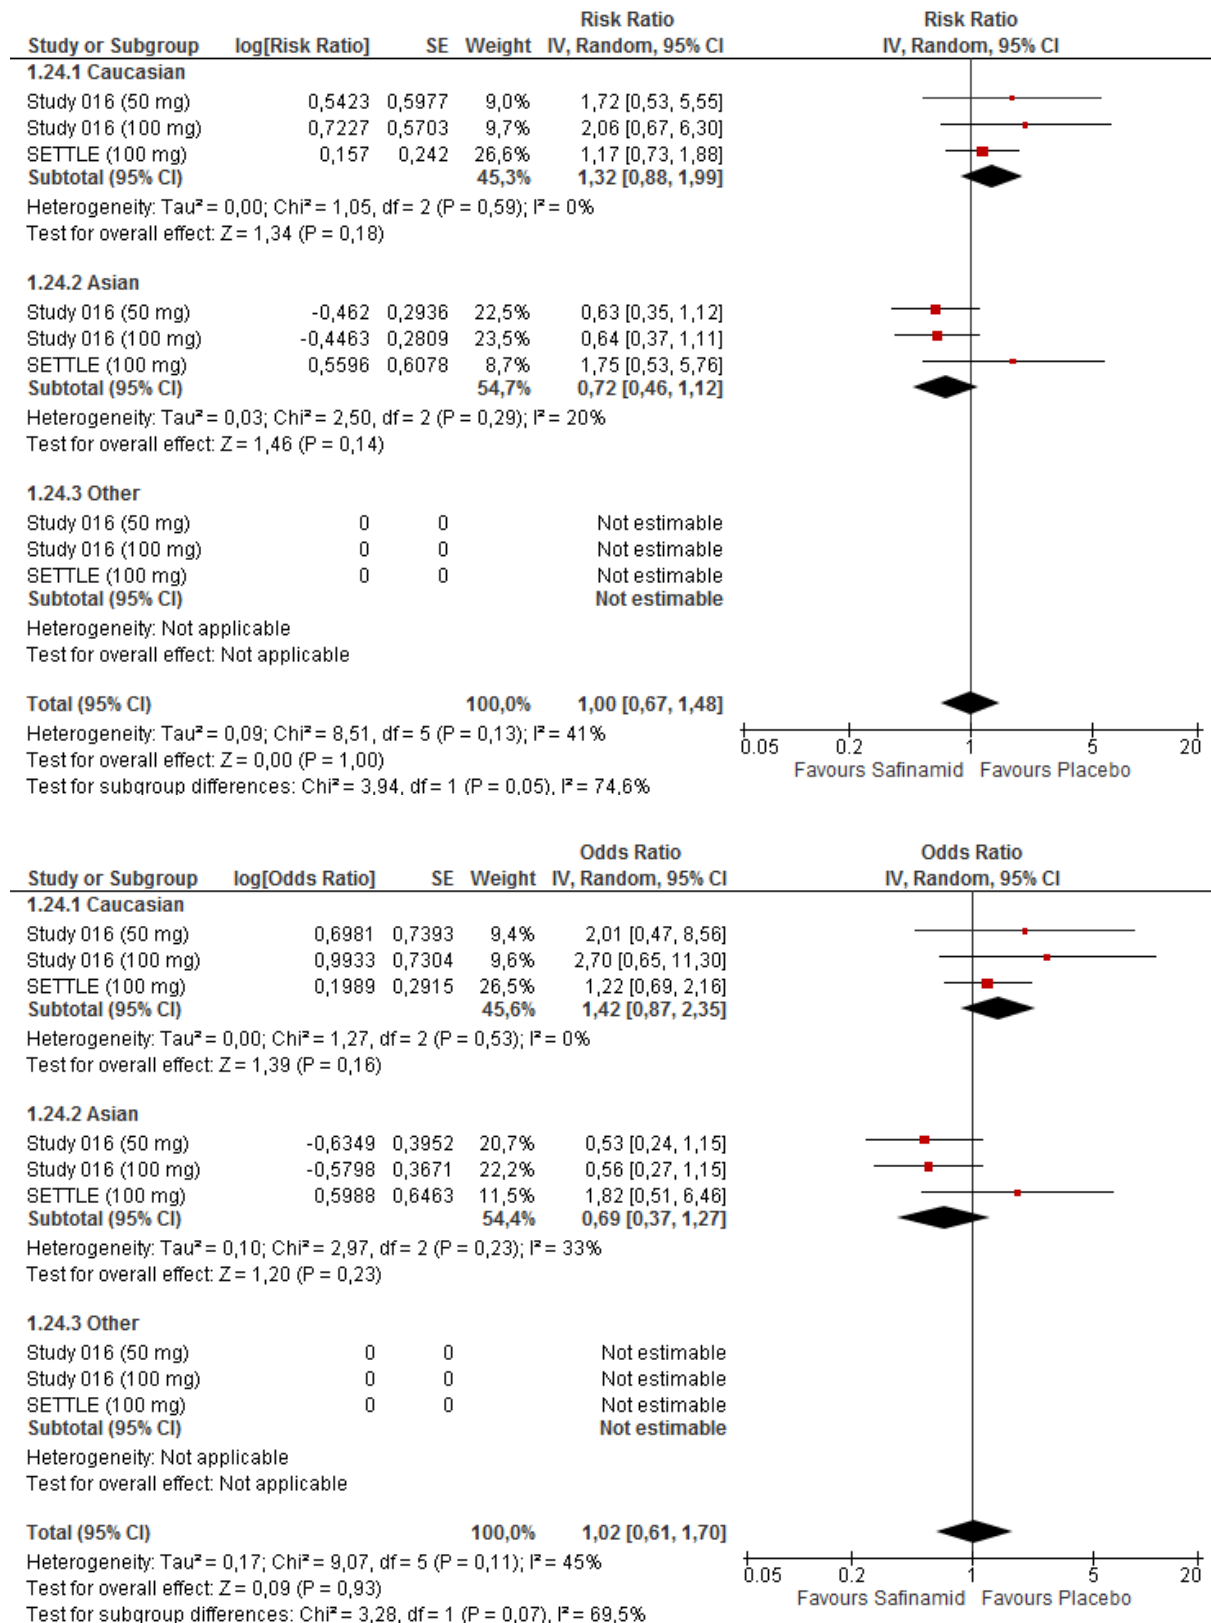 Risk Ratio Risk Ratio
Study or Subgroup log[Risk Ratio] SE Weight IV, Random, 95% CI IV, Random, 95% CI
1.24.1 Caucasian
Study 016 (50 mg) 0,5423 0,5977 9,0% 1,72 [0,53, 5,55]
Study 016 (100 mg) 0,7227 0,5703 9,7% 2,06 [0,67, 6,30]
SETTLE (100 mg) 0,157 0,242 26,6% 1,17 [0,73, 1,88]
Subtotal (95% CI) 45,3% 1,32 [0,88, 1,99]
Heterogeneity: Tau² = 0,00; Chi² = 1,05, df = 2 (P = 0,59); I² = 0%
Test for overall effect: Z = 1,34 (P = 0,18)
1.24.2 Asian
Study 016 (50 mg) -0,462 0,2936 22,5% 0,63 [0,35, 1,12]
Study 016 (100 mg) -0,4463 0,2809 23,5% 0,64 [0,37, 1,11]
SETTLE (100 mg) 0,5596 0,6078 8,7% 1,75 [0,53, 5,76]
Subtotal (95% CI) 54,7% 0,72 [0,46, 1,12]
Heterogeneity: Tau² = 0,03; Chi² = 2,50, df = 2 (P = 0,29); I² = 20%
Test for overall effect: Z = 1,46 (P = 0,14)
1.24.3 Other
Study 016 (50 mg) 0 0 Not estimable
Study 016 (100 mg) 0 0 Not estimable
SETTLE (100 mg) 0 0 Not estimable
Subtotal (95% CI) Not estimable
Heterogeneity: Not applicable
Test for overall effect: Not applicable
Total (95% CI) 100,0% 1,00 [0,67, 1,48]
Heterogeneity: Tau² = 0,09; Chi² = 8,51, df = 5 (P = 0,13); I² = 41%
Test for overall effect: Z = 0,00 (P = 1,00)
Test for subgroup differences: Chi² = 3,94, df = 1 (P = 0,05), I² = 74,6%
0.05 0.2 1 5 20
Favours Safinamid Favours Placebo
Odds Ratio Odds Ratio
Study or Subgroup log[Odds Ratio] SE Weight IV, Random, 95% CI IV, Random, 95% CI
1.24.1 Caucasian
Study 016 (50 mg) 0,6981 0,7393 9,4% 2,01 [0,47, 8,56]
Study 016 (100 mg) 0,9933 0,7304 9,6% 2,70 [0,65, 11,30]
SETTLE (100 mg) 0,1989 0,2915 26,5% 1,22 [0,69, 2,16]
Subtotal (95% CI) 45,6% 1,42 [0,87, 2,35]
Heterogeneity: Tau² = 0,00; Chi² = 1,27, df = 2 (P = 0,53); I² = 0%
Test for overall effect: Z = 1,39 (P = 0,16)
1.24.2 Asian
Study 016 (50 mg) -0,6349 0,3952 20,7% 0,53 [0,24, 1,15]
Study 016 (100 mg) -0,5798 0,3671 22,2% 0,56 [0,27, 1,15]
SETTLE (100 mg) 0,5988 0,6463 11,5% 1,82 [0,51, 6,46]
Subtotal (95% CI) 54,4% 0,69 [0,37, 1,27]
Heterogeneity: Tau² = 0,10; Chi² = 2,97, df = 2 (P = 0,23); I² = 33%
Test for overall effect: Z = 1,20 (P = 0,23)
1.24.3 Other
Study 016 (50 mg) 0 0 Not estimable
Study 016 (100 mg) 0 0 Not estimable
SETTLE (100 mg) 0 0 Not estimable
Subtotal (95% CI) Not estimable
Heterogeneity: Not applicable
Test for overall effect: Not applicable
Total (95% CI) 100,0% 1,02 [0,61, 1,70]
Heterogeneity: Tau² = 0,17; Chi² = 9,07, df = 5 (P = 0,11); I² = 45%
Test for overall effect: Z = 0,09 (P = 0,93)
Test for subgroup differences: Chi² = 3,28, df = 1 (P = 0,07), I² = 69,5%
0.05 0.2 1 5 20
Favours Safinamid Favours Placebo